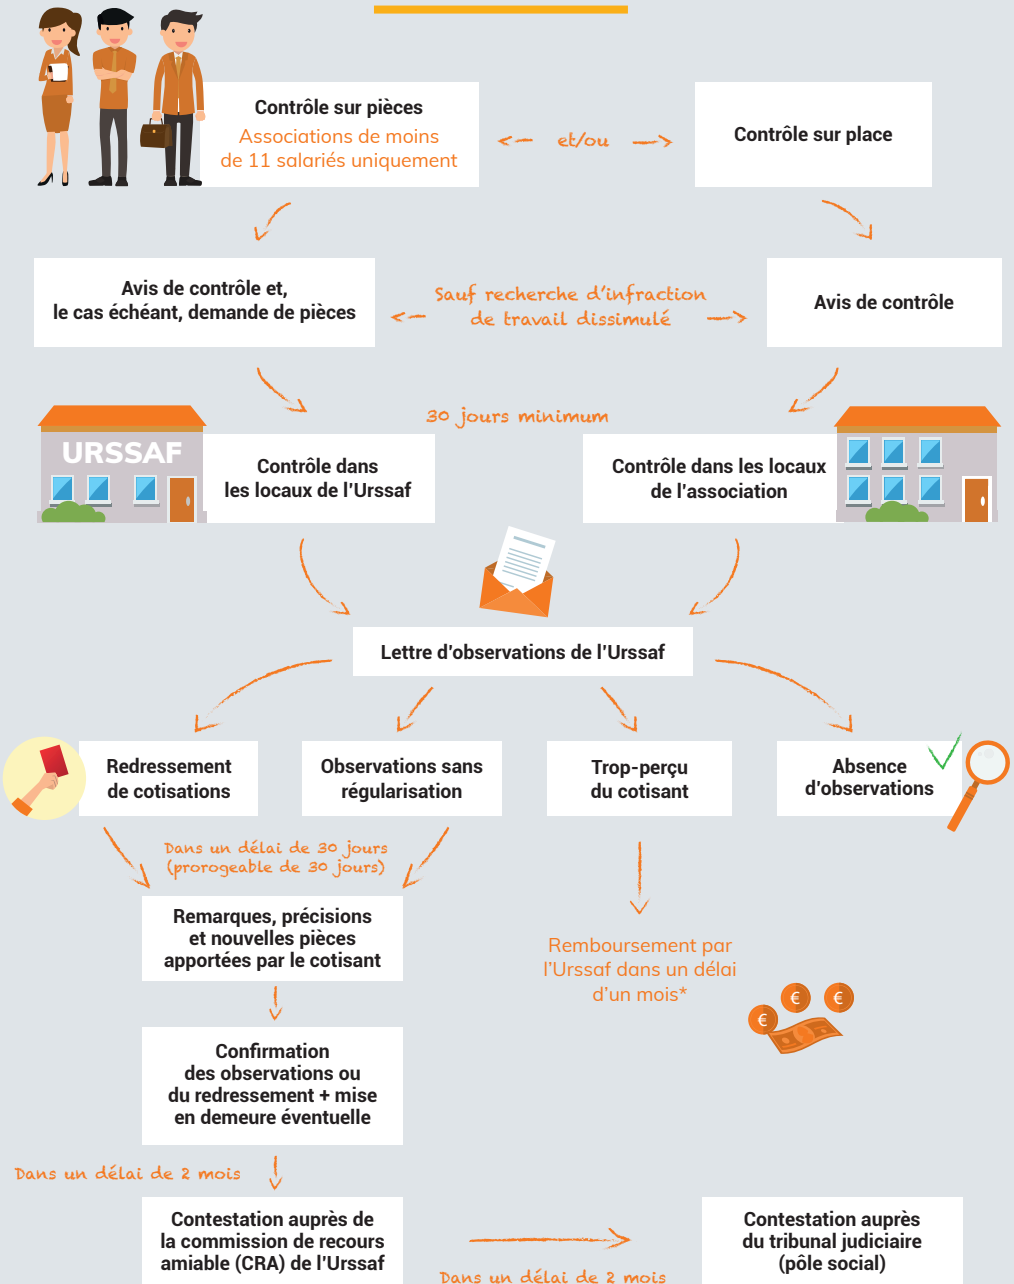 Contrôle sur pièces
Associations de moins
de 11 salariés uniquement
et/ou
Contrôle sur place
Avis de contrôle et,
le cas échéant, demande de pièces
Sauf recherche d'infraction
de travail dissimulé
Avis de contrôle
30 jours minimum
URSSAF
Contrôle dans
les locaux de l'Urssaf
Contrôle dans les locaux
de l'association
Lettre d'observations de l'Urssaf
Redressement
de cotisations
Observations sans
régularisation
Trop-perçu
du cotisant
Absence
d'observations
Dans un délai de 30 jours
(prorogeable de 30 jours)
Remarques, précisions
et nouvelles pièces
apportées par le cotisant
Remboursement par
l'Urssaf dans un délai
d'un mois*
€
€
€
Confirmation
des observations ou
du redressement + mise
en demeure éventuelle
Dans un délai de 2 mois
Contestation auprès de
la commission de recours
amiable (CRA) de l'Urssaf
Dans un délai de 2 mois
Contestation auprès
du tribunal judiciaire
(pôle social)